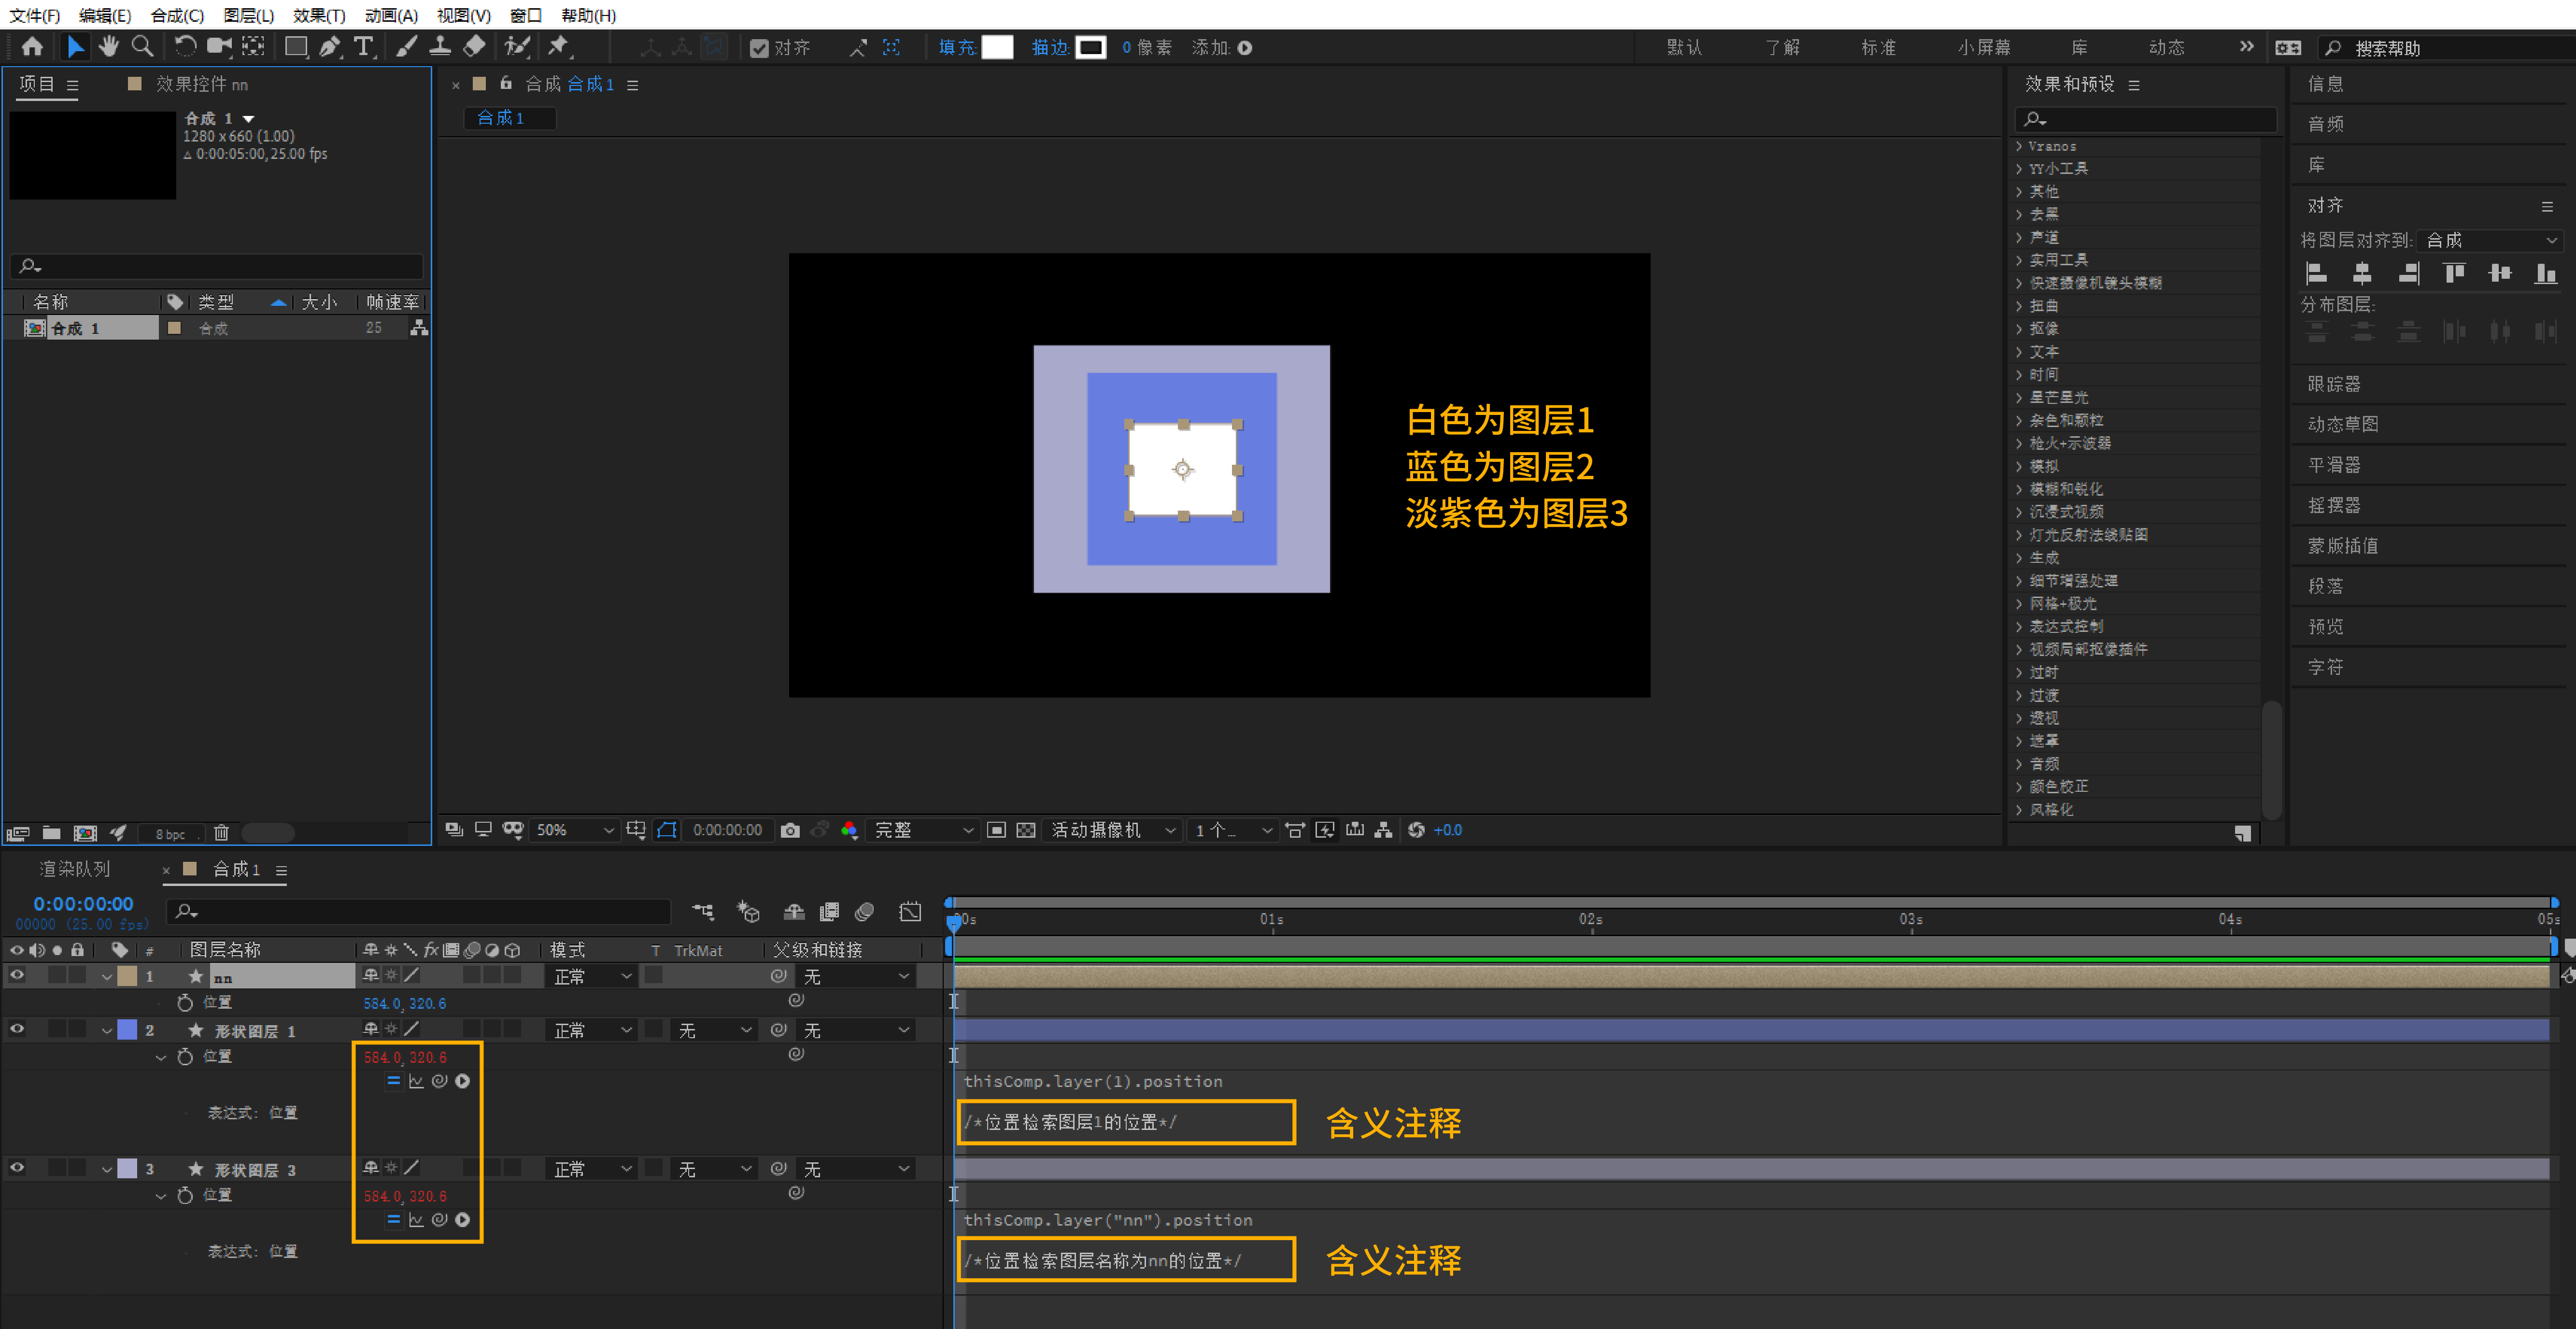 文件(F) 编辑(E) 合成(C) 图层(L) 效果(T) 动画(A) 视图(V) 窗口 帮助(H)
对齐 填充: 描边: 0 像素 添加: 默认 了解 标准 小屏幕 库 动态 搜索帮助
项目 效果控件 nn
合成 1
1280 x 660 (1.00)
Δ 0:00:05:00, 25.00 fps
名称 类型 大小 帧速率
合成 1 合成 25
8 bpc
合成 合成 1
合成 1
白色为图层1
蓝色为图层2
淡紫色为图层3
50% 0:00:00:00 完整 活动摄像机 1 个... +0.0
效果和预设
Vranos
YY小工具
其他
去黑
声道
实用工具
快速摄像机镜头模糊
扭曲
抠像
文本
时间
星芒星光
杂色和颗粒
枪火+示波器
模拟
模糊和锐化
沉浸式视频
灯光反射法线贴图
生成
细节增强处理
网格+极光
表达式控制
视频局部抠像插件
过时
过渡
透视
遮罩
音频
颜色校正
风格化
信息
音频
库
对齐
将图层对齐到: 合成
分布图层:
跟踪器
动态草图
平滑器
摇摆器
蒙版插值
段落
预览
字符
渲染队列 合成 1
0:00:00:00
00000 (25.00 fps)
:00s 01s 02s 03s 04s 05s
# 图层名称 fx 模式 T TrkMat 父级和链接
1 nn 正常 无
位置 584.0, 320.6
2 形状图层 1 正常 无 无
位置 584.0, 320.6
thisComp.layer(1).position
表达式: 位置
/*位置检索图层1的位置*/ 含义注释
3 形状图层 3 正常 无 无
位置 584.0, 320.6
thisComp.layer("nn").position
表达式: 位置
/*位置检索图层名称为nn的位置*/ 含义注释